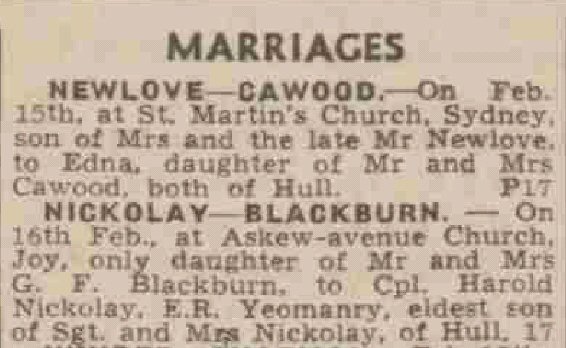 MARRIAGES
NEWLOVE—CAWOOD.—On Feb.
15th, at St. Martin's Church, Sydney,
son of Mrs and the late Mr Newlove,
to Edna, daughter of Mr and Mrs
Cawood, both of Hull. P17
NICKOLAY—BLACKBURN. — On
16th Feb., at Askew-avenue Church,
Joy, only daughter of Mr and Mrs
G. F. Blackburn, to Cpl. Harold
Nickolay, E.R. Yeomanry, eldest son
of Sgt. and Mrs Nickolay, of Hull. 17